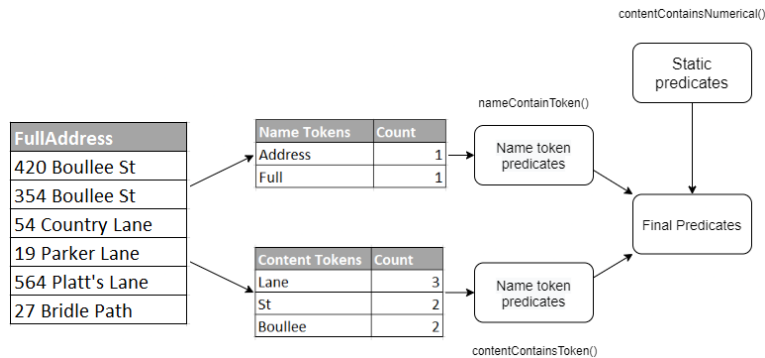 contentContainsNumerical()
Static
predicates
nameContainToken()
FullAddress
420 Boullee St
354 Boullee St
54 Country Lane
19 Parker Lane
564 Platt's Lane
27 Bridle Path
Name Tokens Count
Address 1
Full 1
Name token
predicates
Final Predicates
Content Tokens Count
Lane 3
St 2
Boullee 2
Name token
predicates
contentContainsToken()